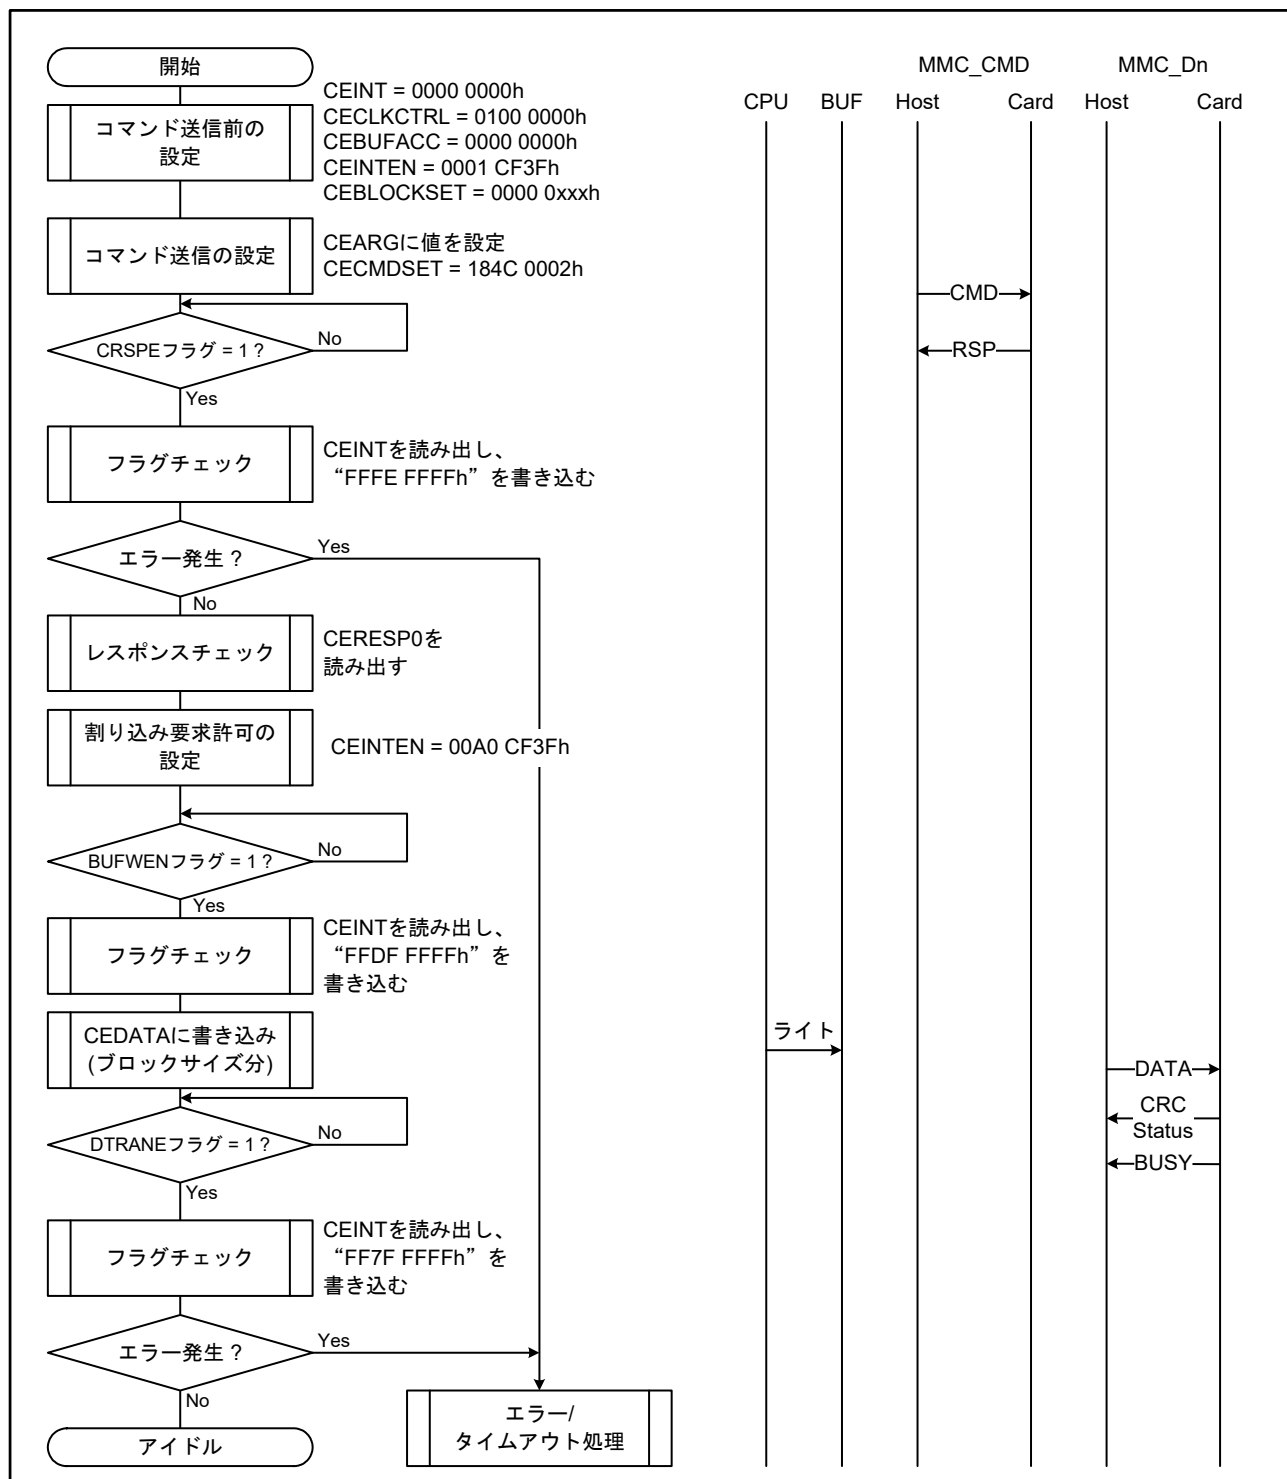 開始
コマンド送信前の
設定
CEINT = 0000 0000h
CECLKCTRL = 0100 0000h
CEBUFACC = 0000 0000h
CEINTEN = 0001 CF3Fh
CEBLOCKSET = 0000 0xxxh
コマンド送信の設定
CEARGに値を設定
CECMDSET = 184C 0002h
CRSPEフラグ = 1 ?
No
Yes
フラグチェック
CEINTを読み出し、
“FFFE FFFFh”を書き込む
エラー発生 ?
Yes
No
レスポンスチェック
CERESP0を
読み出す
割り込み要求許可の
設定
CEINTEN = 00A0 CF3Fh
BUFWENフラグ = 1 ?
No
Yes
フラグチェック
CEINTを読み出し、
“FFDF FFFFh”を
書き込む
CEDATAに書き込み
(ブロックサイズ分)
DTRANEフラグ = 1 ?
No
Yes
フラグチェック
CEINTを読み出し、
“FF7F FFFFh”を
書き込む
エラー発生 ?
Yes
No
アイドル
エラー/
タイムアウト処理
MMC_CMD
MMC_Dn
CPU
BUF
Host
Card
Host
Card
CMD
RSP
ライト
DATA
CRC
Status
BUSY